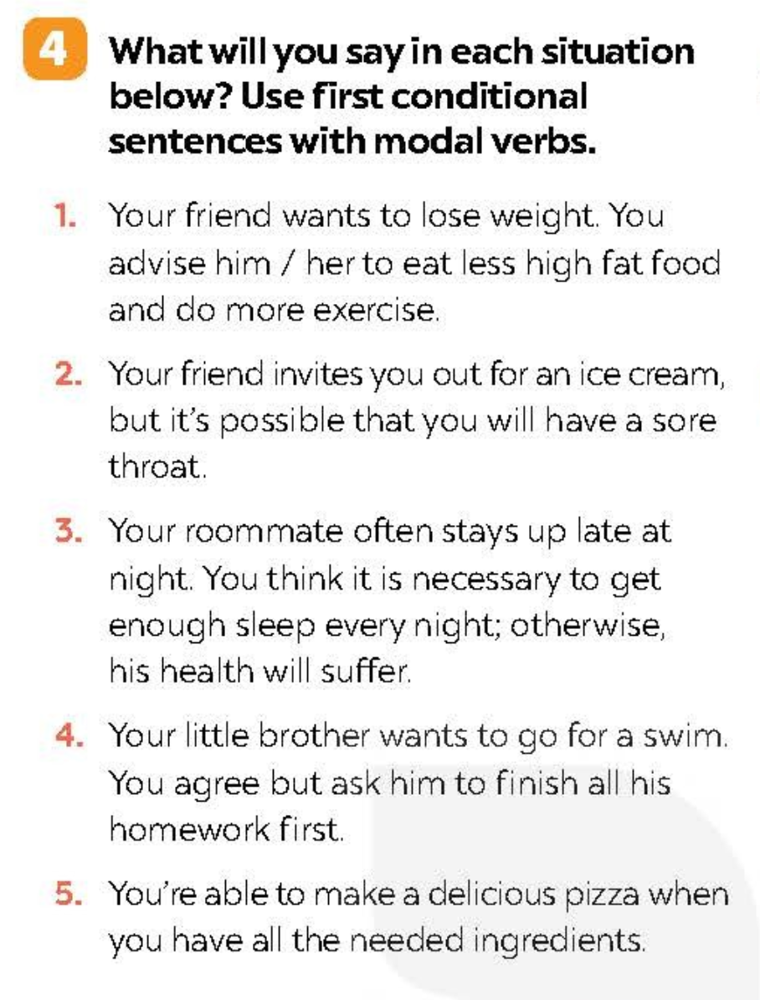 4 What will you say in each situation
below? Use first conditional
sentences with modal verbs.
1. Your friend wants to lose weight. You
advise him / her to eat less high fat food
and do more exercise.
2. Your friend invites you out for an ice cream,
but it's possible that you will have a sore
throat.
3. Your roommate often stays up late at
night. You think it is necessary to get
enough sleep every night; otherwise,
his health will suffer.
4. Your little brother wants to go for a swim.
You agree but ask him to finish all his
homework first.
5. You're able to make a delicious pizza when
you have all the needed ingredients.